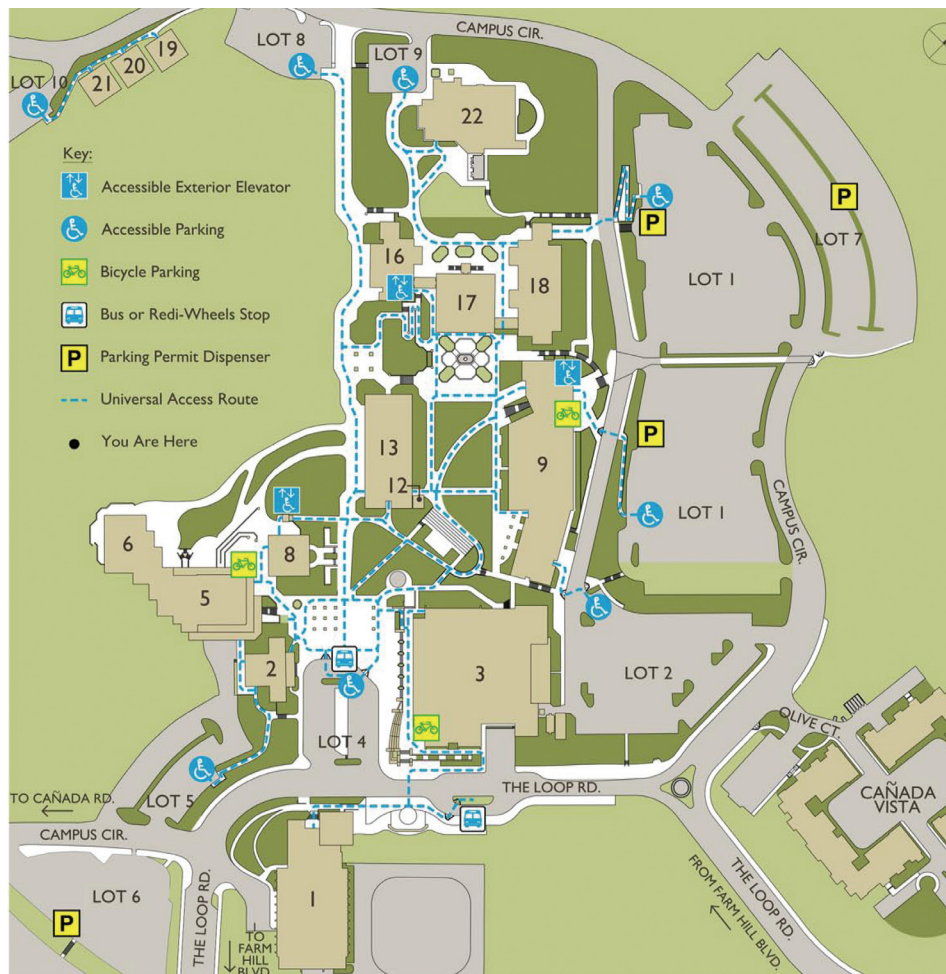 CAMPUS CIR.
LOT 8
LOT 9
19
20
21
LOT 10
22
Key:
Accessible Exterior Elevator
Accessible Parking
Bicycle Parking
Bus or Redi-Wheels Stop
P Parking Permit Dispenser
Universal Access Route
You Are Here
P
P
LOT 7
LOT 1
16
17
18
13
12
9
P
LOT 1
CAMPUS CIR.
6
5
8
2
3
LOT 2
LOT 4
OLIVE CT.
LOT 5
THE LOOP RD.
CAÑADA
VISTA
TO CAÑADA RD.
CAMPUS CIR.
LOT 6
P
THE LOOP RD.
TO
FARM
HILL
BLVD.
1
FROM FARM HILL BLVD.
THE LOOP RD.